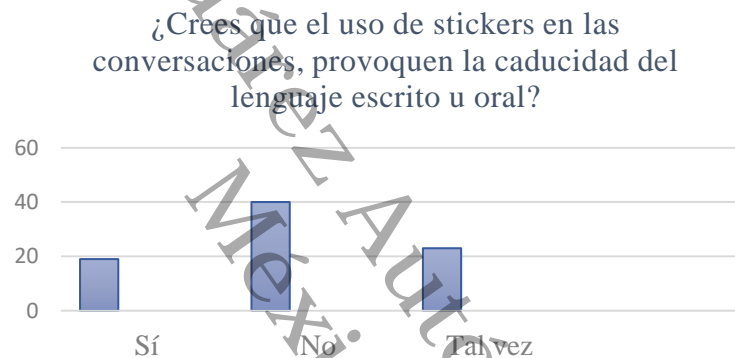 ¿Crees que el uso de stickers en las
conversaciones, provoquen la caducidad del
lenguaje escrito u oral?
60
40
20
0
Sí No Tal vez